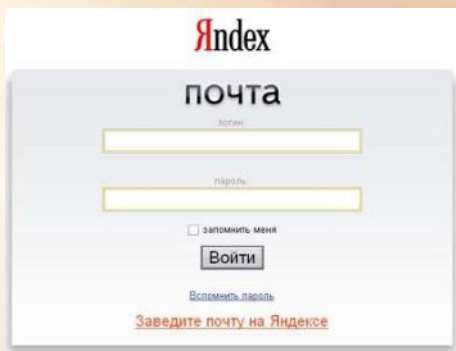 Яndex
почта
логин
пароль
запомнить меня
Войти
Вспомнить пароль
Заведите почту на Яндексе